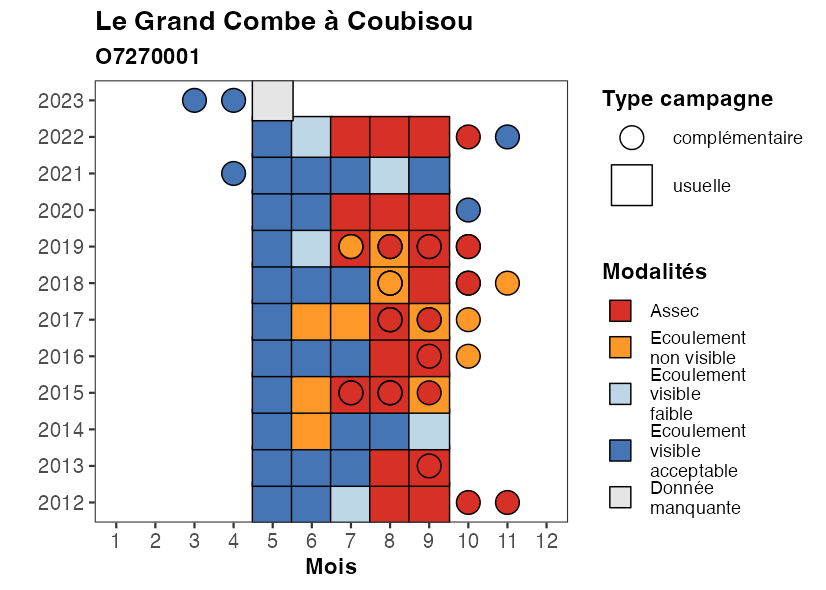 Le Grand Combe à Coubisou
O7270001
2023
2022
2021
2020
2019
2018
2017
2016
2015
2014
2013
2012
1 2 3 4 5 6 7 8 9 10 11 12
Mois
Type campagne
complémentaire
usuelle
Modalités
Assec
Ecoulement
non visible
Ecoulement
visible
faible
Ecoulement
visible
acceptable
Donnée
manquante